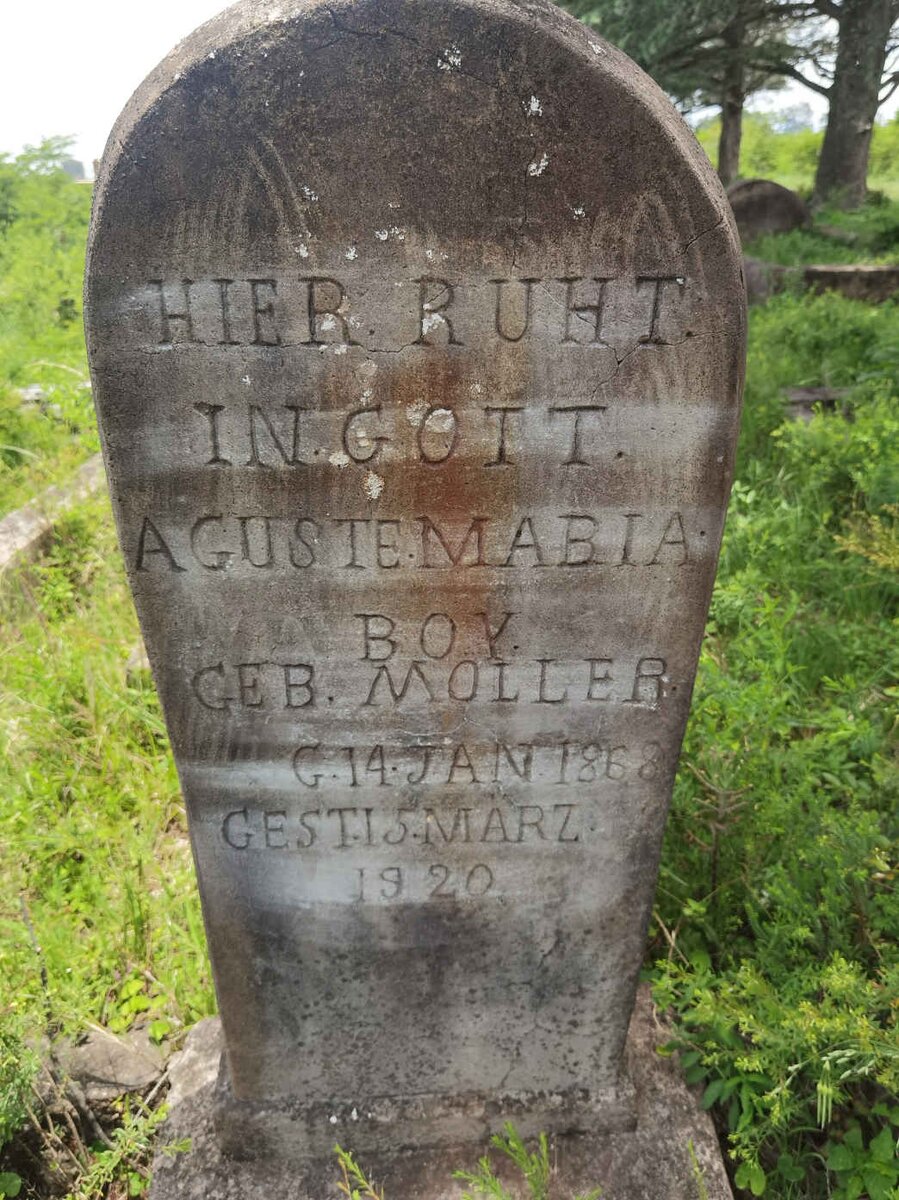 HIER. RUHT.
IN.GOTT.
AGUSTE.MABIA.
BOY.
GEB. MOLLER.
G.14.JAN.1868
GEST.15.MARZ.
1920